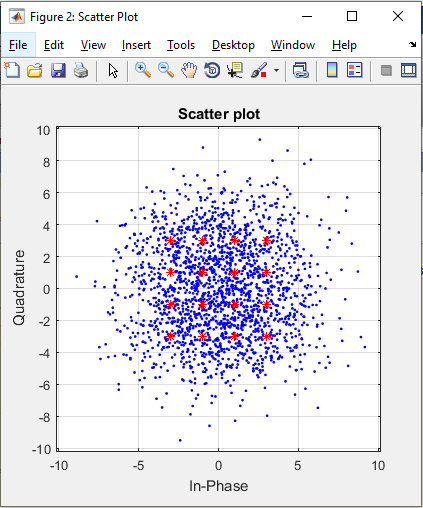 Figure 2: Scatter Plot
File Edit View Insert Tools Desktop Window Help
Scatter plot
10
8
6
4
2
0
-2
-4
-6
-8
-10
Quadrature
-10 -5 0 5 10
In-Phase